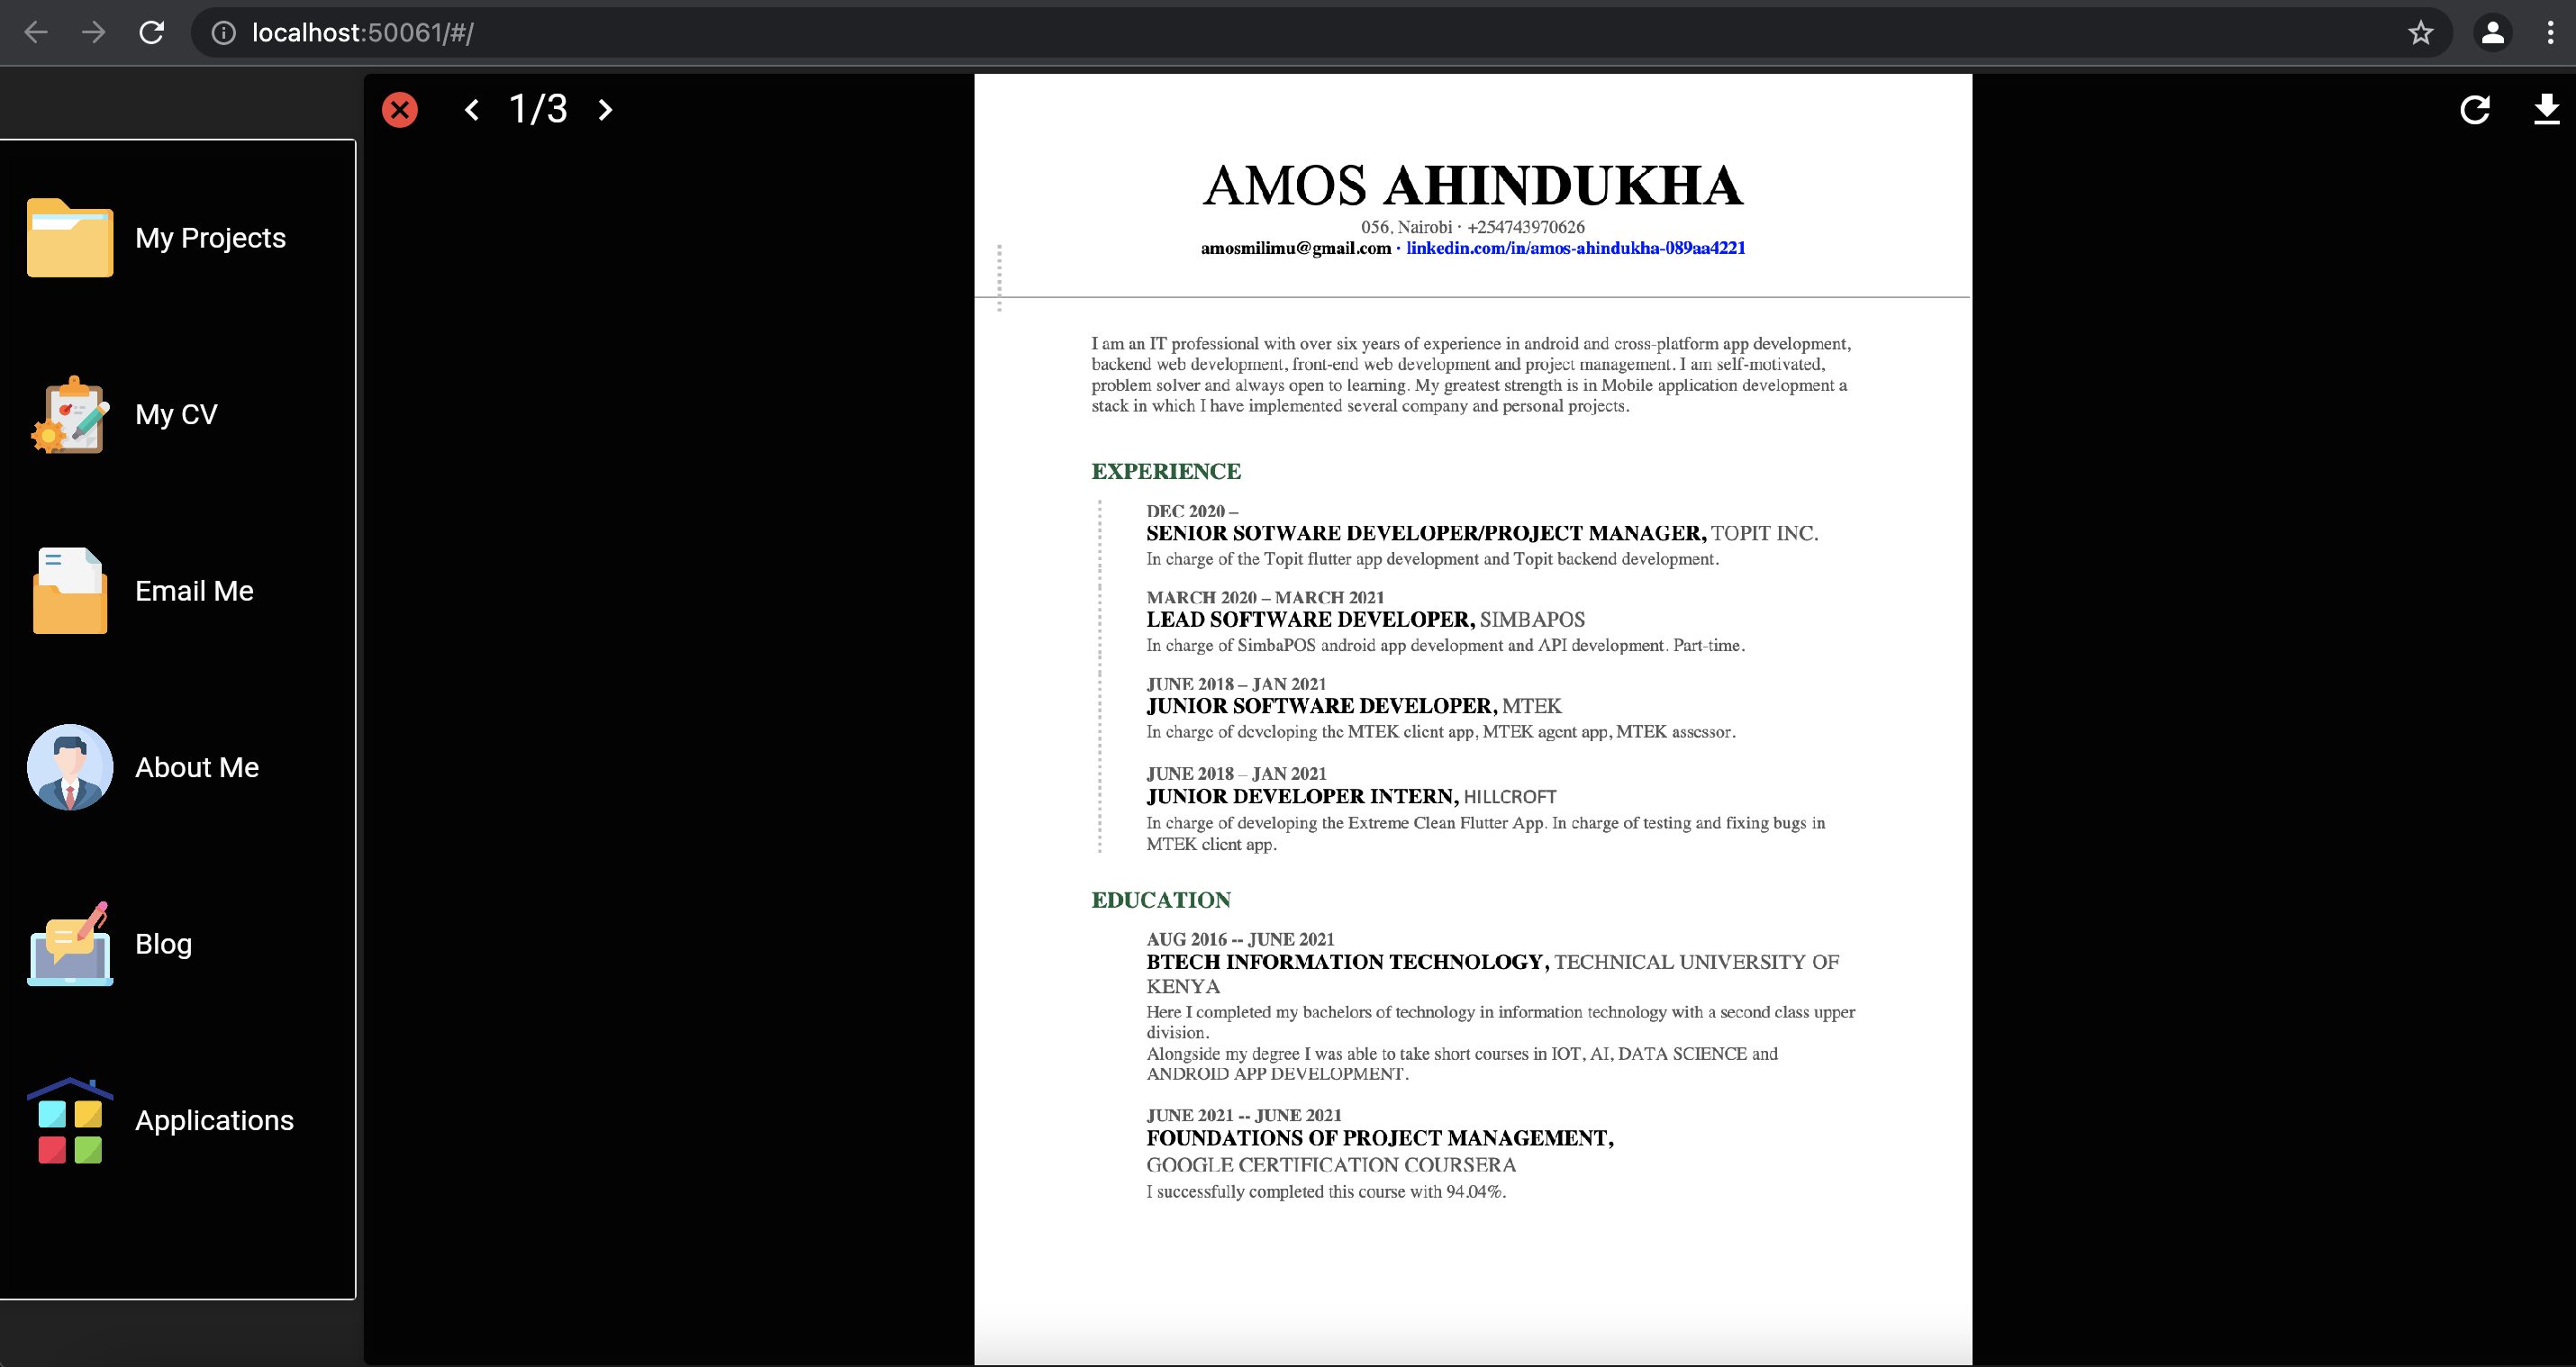 localhost:50061/#/
1/3
My Projects
My CV
Email Me
About Me
Blog
Applications
AMOS AHINDUKHA
056, Nairobi · +254743970626
amosmilimu@gmail.com · linkedin.com/in/amos-ahindukha-089aa4221
I am an IT professional with over six years of experience in android and cross-platform app development,
backend web development, front-end web development and project management. I am self-motivated,
problem solver and always open to learning. My greatest strength is in Mobile application development a
stack in which I have implemented several company and personal projects.
EXPERIENCE
DEC 2020 –
SENIOR SOTWARE DEVELOPER/PROJECT MANAGER, TOPIT INC.
In charge of the Topit flutter app development and Topit backend development.
MARCH 2020 – MARCH 2021
LEAD SOFTWARE DEVELOPER, SIMBAPOS
In charge of SimbaPOS android app development and API development. Part-time.
JUNE 2018 – JAN 2021
JUNIOR SOFTWARE DEVELOPER, MTEK
In charge of developing the MTEK client app, MTEK agent app, MTEK assessor.
JUNE 2018 – JAN 2021
JUNIOR DEVELOPER INTERN, HILLCROFT
In charge of developing the Extreme Clean Flutter App. In charge of testing and fixing bugs in
MTEK client app.
EDUCATION
AUG 2016 -- JUNE 2021
BTECH INFORMATION TECHNOLOGY, TECHNICAL UNIVERSITY OF
KENYA
Here I completed my bachelors of technology in information technology with a second class upper
division.
Alongside my degree I was able to take short courses in IOT, AI, DATA SCIENCE and
ANDROID APP DEVELOPMENT.
JUNE 2021 -- JUNE 2021
FOUNDATIONS OF PROJECT MANAGEMENT,
GOOGLE CERTIFICATION COURSERA
I successfully completed this course with 94.04%.